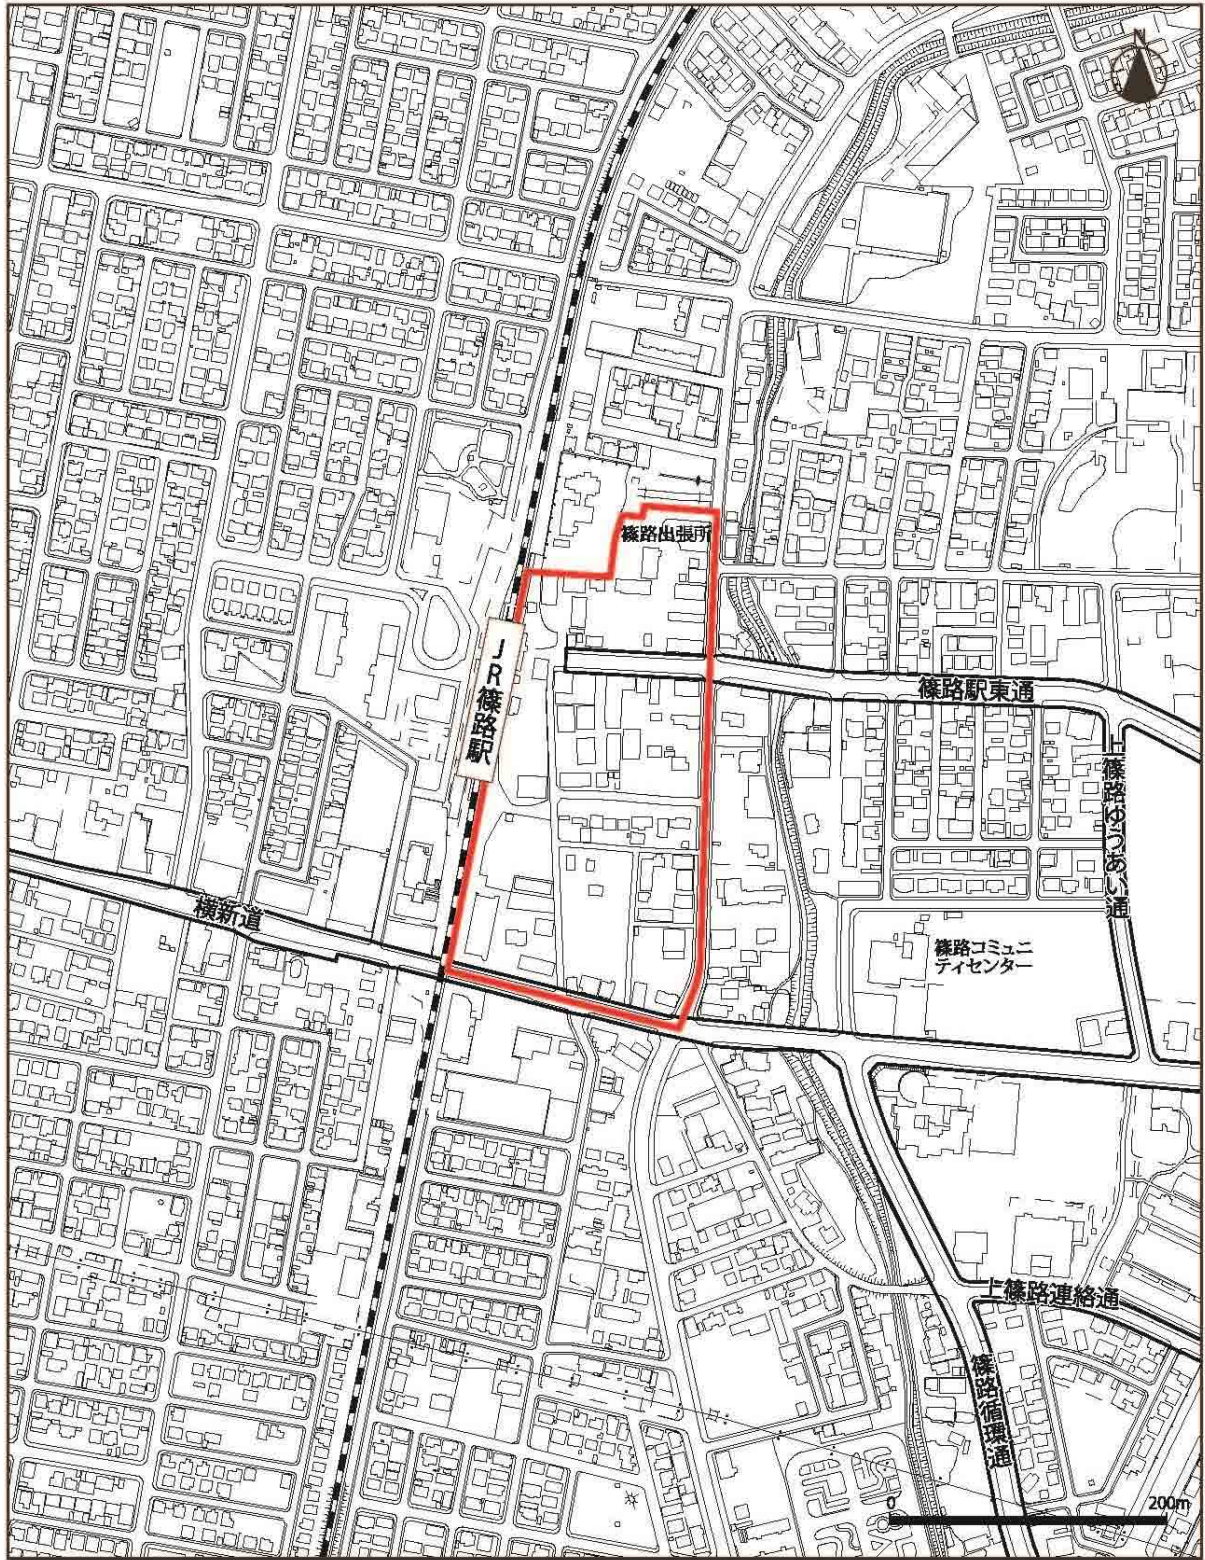 N
篠路出張所
JR篠路駅
篠路駅東通
上篠路ゆうあい通
横新道
篠路コミュニ
ティセンター
上篠路連絡通
篠路循環通
0
200m